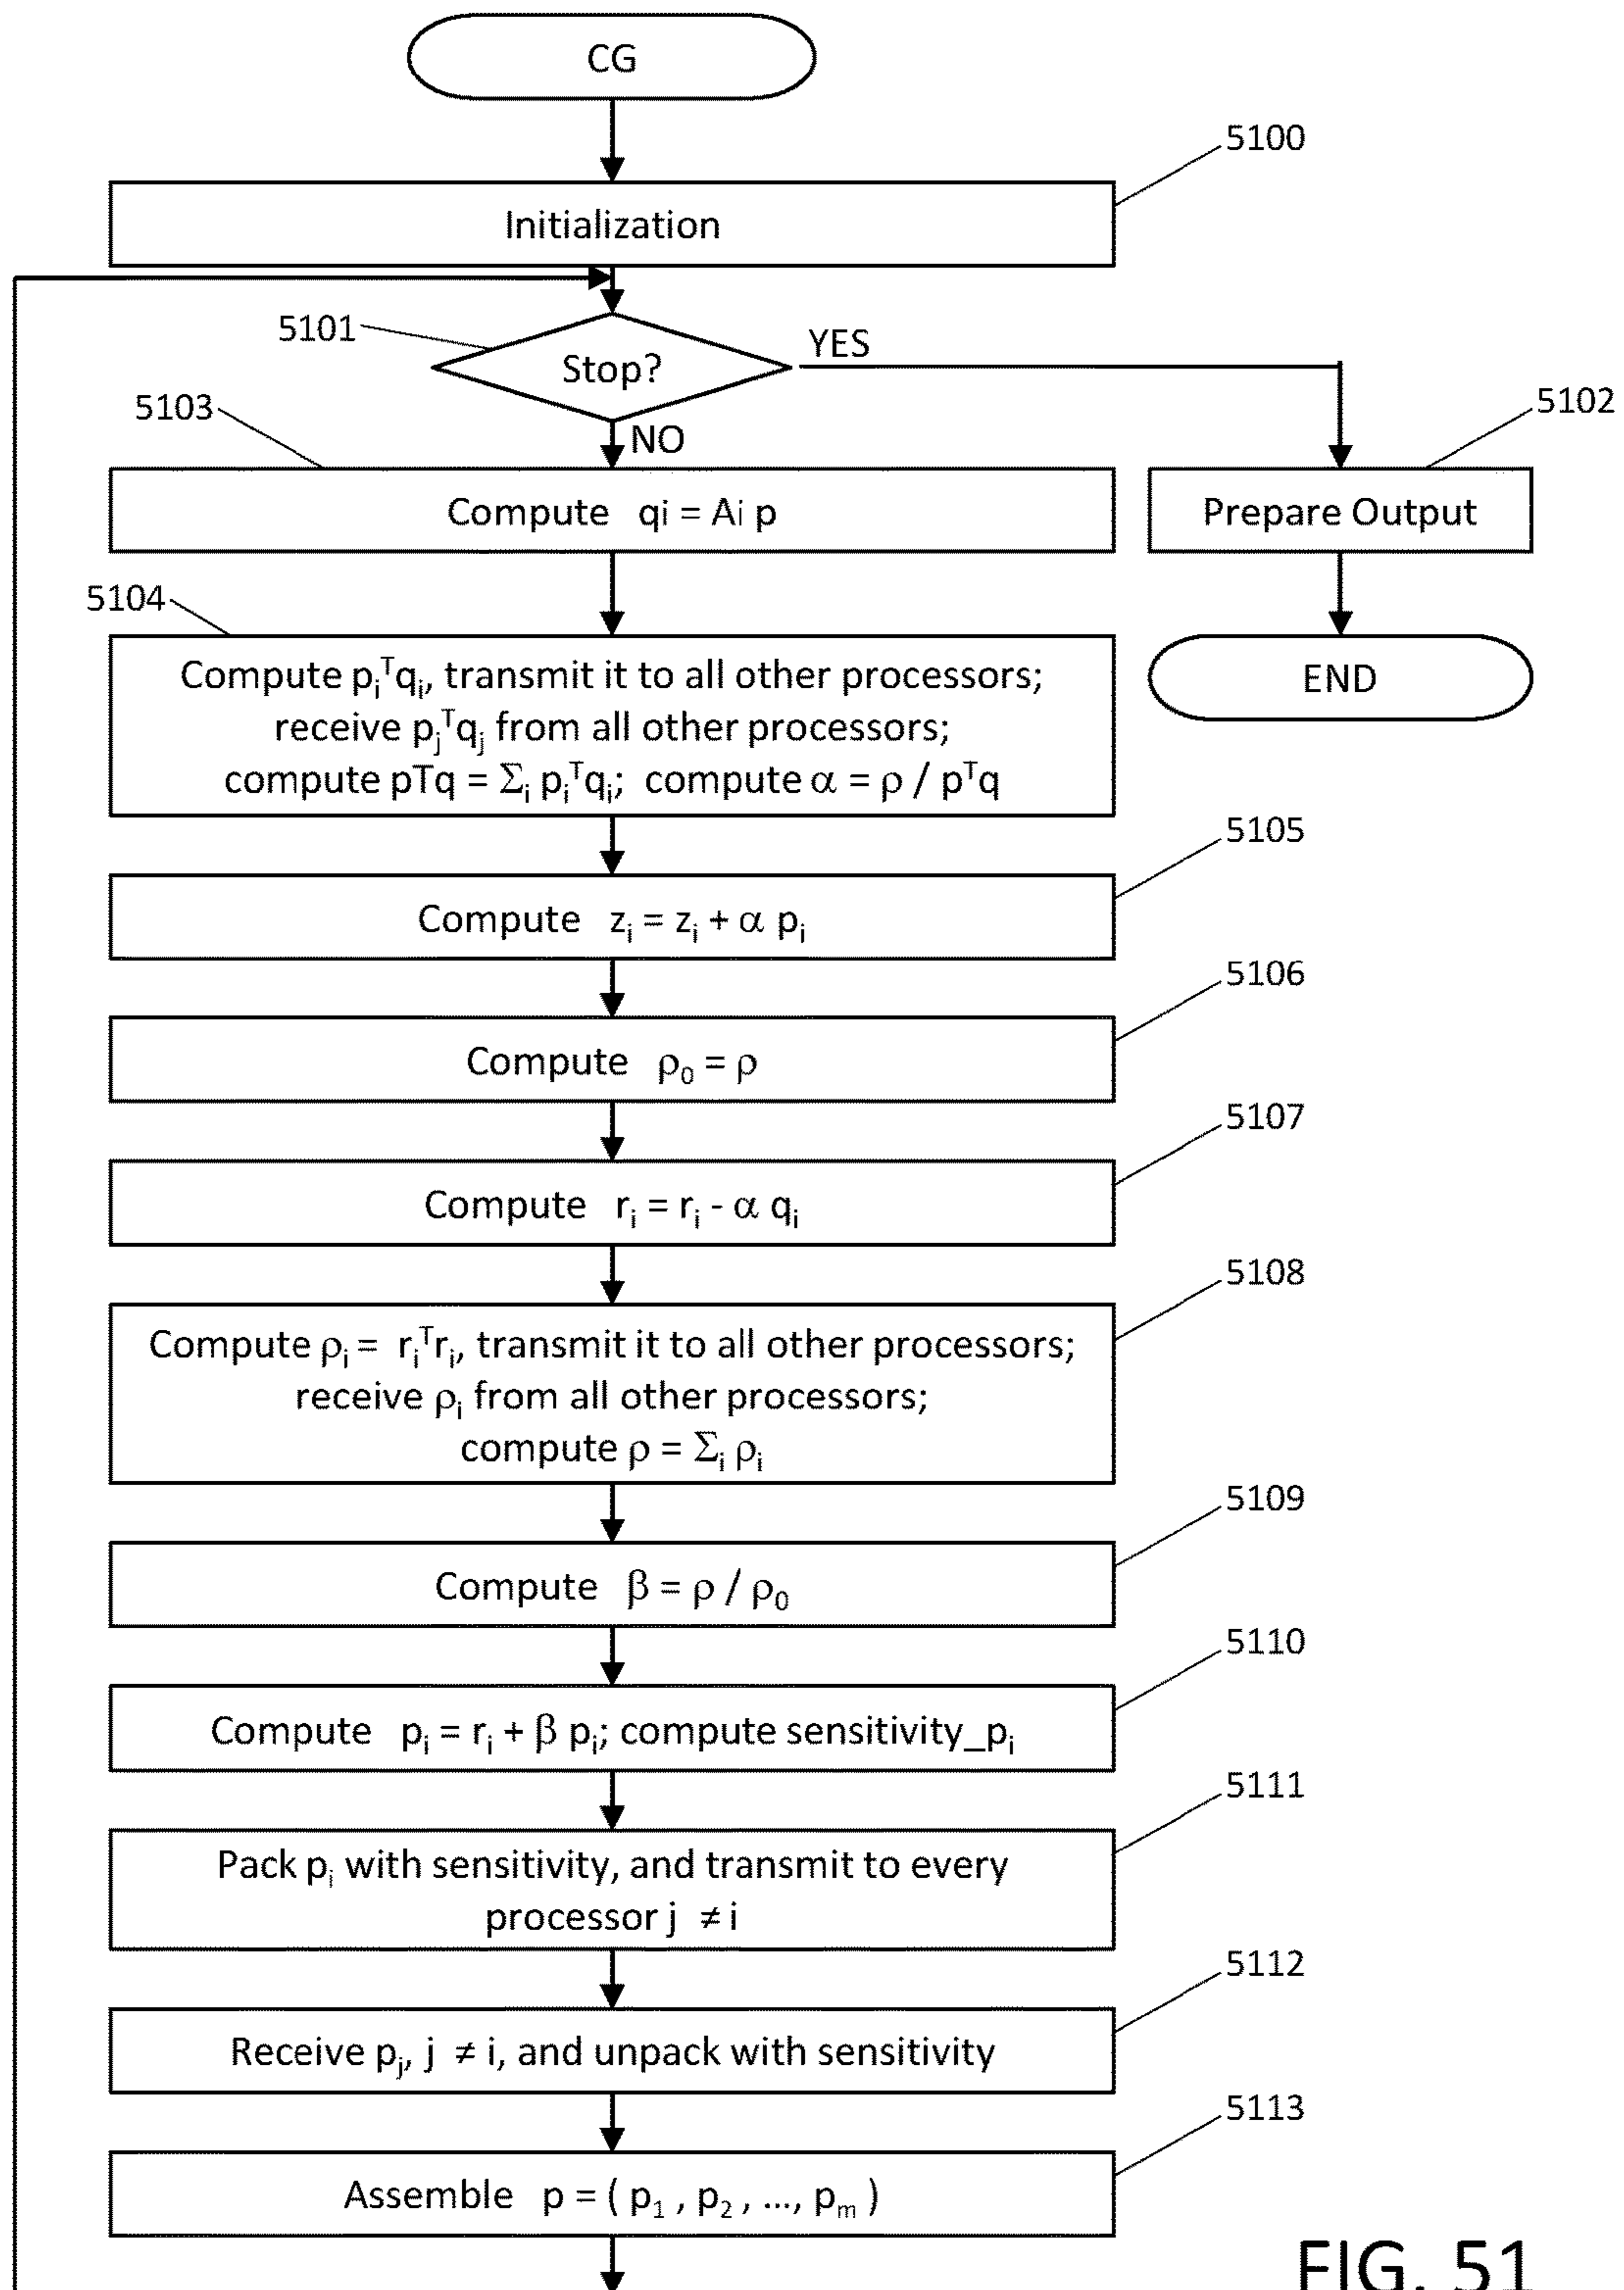 CG
5100
Initialization
5101
Stop?
YES
5103
NO
5102
Compute qi = Ai p
Prepare Output
5104
Compute pᵢᵀqᵢ, transmit it to all other processors;
receive pⱼᵀqⱼ from all other processors;
compute pTq = Σᵢ pᵢᵀqᵢ; compute α = ρ / pᵀq
END
5105
Compute zᵢ = zᵢ + α pᵢ
5106
Compute ρ₀ = ρ
5107
Compute rᵢ = rᵢ - α qᵢ
5108
Compute ρᵢ = rᵢᵀrᵢ, transmit it to all other processors;
receive ρᵢ from all other processors;
compute ρ = Σᵢ ρᵢ
5109
Compute β = ρ / ρ₀
5110
Compute pᵢ = rᵢ + β pᵢ; compute sensitivity_pᵢ
5111
Pack pᵢ with sensitivity, and transmit to every
processor j ≠ i
5112
Receive pⱼ, j ≠ i, and unpack with sensitivity
5113
Assemble p = ( p₁ , p₂ , ..., pₘ )
FIG. 51